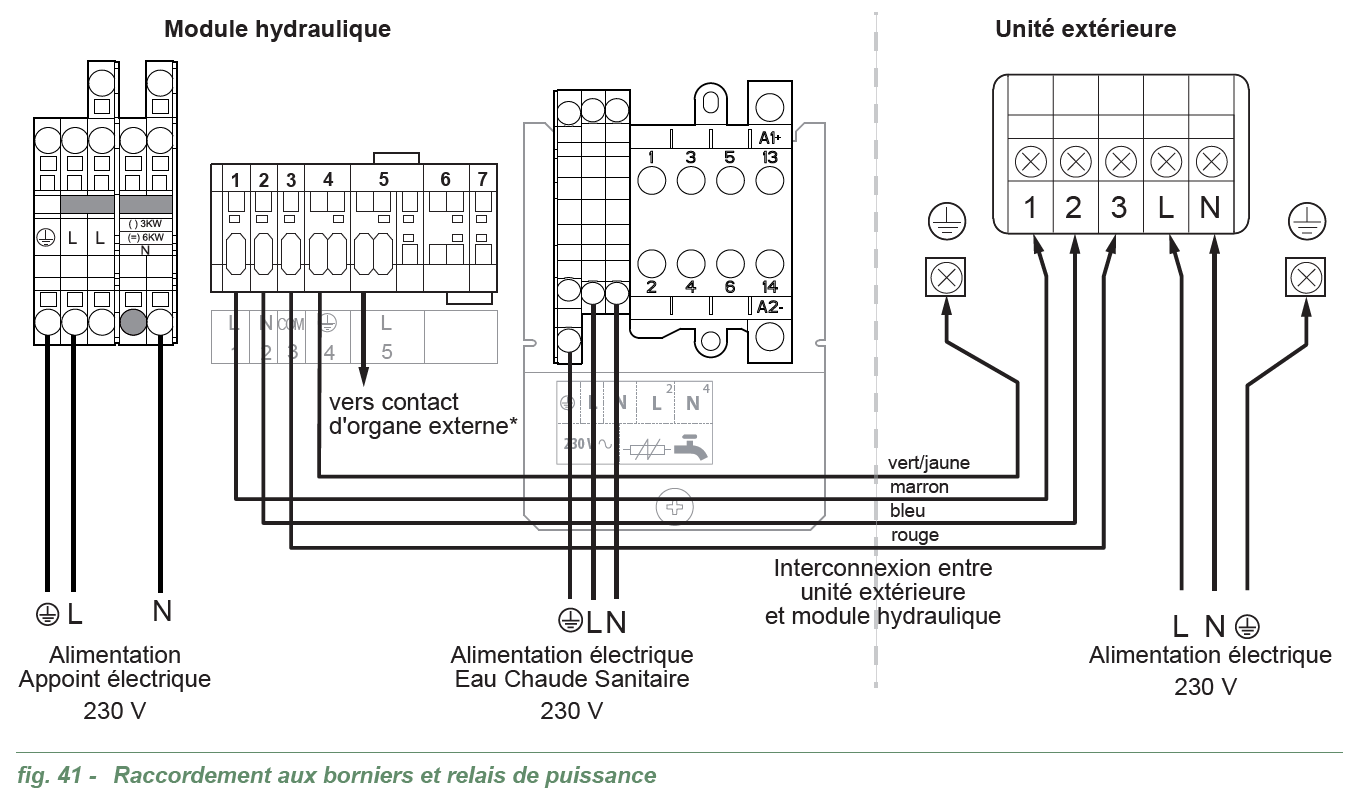 Module hydraulique
Unité extérieure
L L
( ) 3KW
(=) 6KW
N
1 2 3 4 5 6 7
L N COM L
1 2 3 4 5
vers contact
d'organe externe*
A1+
1 3 5 13
2 4 6 14
A2-
L N L 2 N 4
230 V ~
1 2 3 L N
vert/jaune
marron
bleu
rouge
Interconnexion entre
unité extérieure
et module hydraulique
L N
Alimentation
Appoint électrique
230 V
L N
Alimentation électrique
Eau Chaude Sanitaire
230 V
L N
Alimentation électrique
230 V
fig. 41 - Raccordement aux borniers et relais de puissance